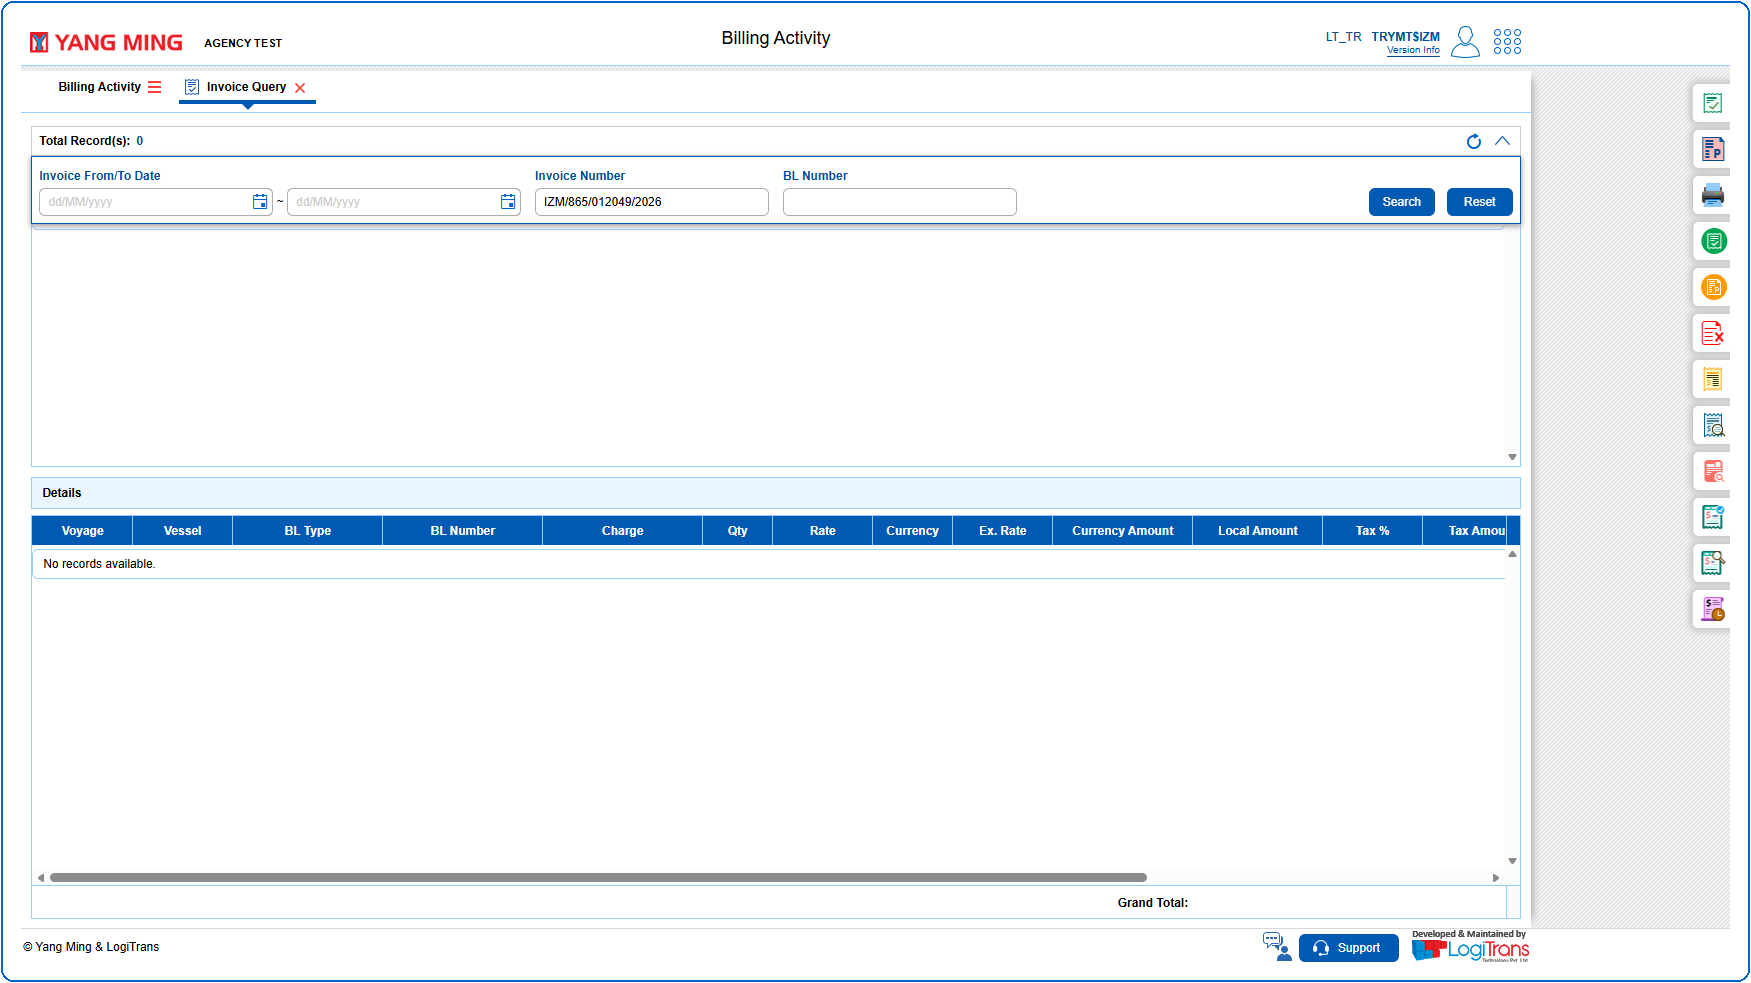 YANG MING AGENCY TEST
Billing Activity
LT_TR TRYMT$IZM
Version Info
Billing Activity
Invoice Query
Total Record(s): 0
Invoice From/To Date Invoice Number BL Number
dd/MM/yyyy ~ dd/MM/yyyy IZM/865/012049/2026 Search Reset
Details
Voyage Vessel BL Type BL Number Charge Qty Rate Currency Ex. Rate Currency Amount Local Amount Tax % Tax Amou
No records available.
Grand Total:
© Yang Ming & LogiTrans
Support
Developed & Maintained by
LogiTrans
Technology Pvt. Ltd.